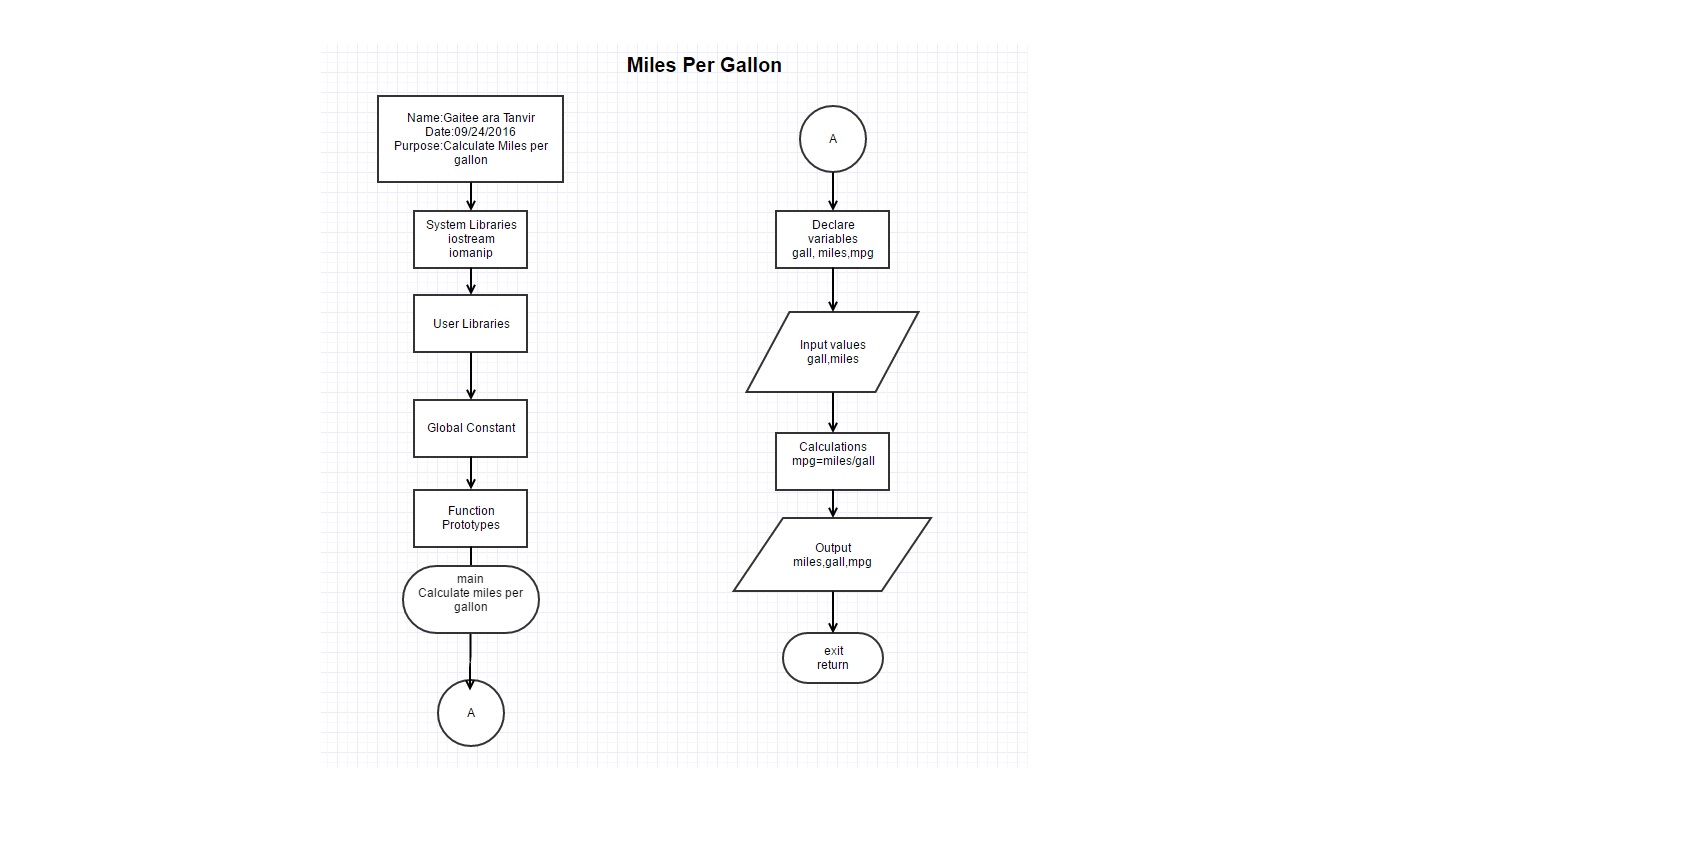 Miles Per Gallon
Name:Gaitee ara Tanvir
Date:09/24/2016
Purpose:Calculate Miles per
gallon
System Libraries
iostream
iomanip
User Libraries
Global Constant
Function
Prototypes
main
Calculate miles per
gallon
A
A
Declare
variables
gall, miles,mpg
Input values
gall,miles
Calculations
mpg=miles/gall
Output
miles,gall,mpg
exit
return